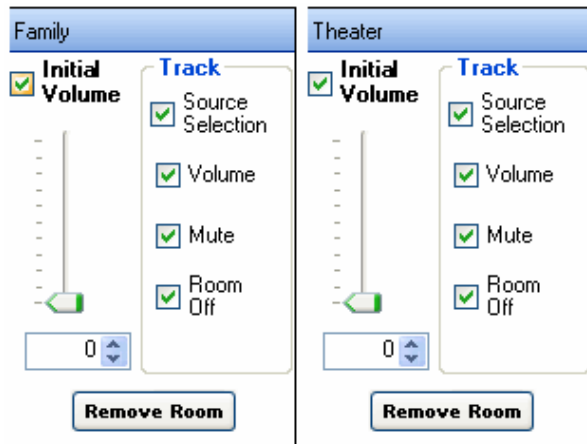 Family
Initial
Volume
Track
Source
Selection
Volume
Mute
Room
Off
0
Remove Room
Theater
Initial
Volume
Track
Source
Selection
Volume
Mute
Room
Off
0
Remove Room